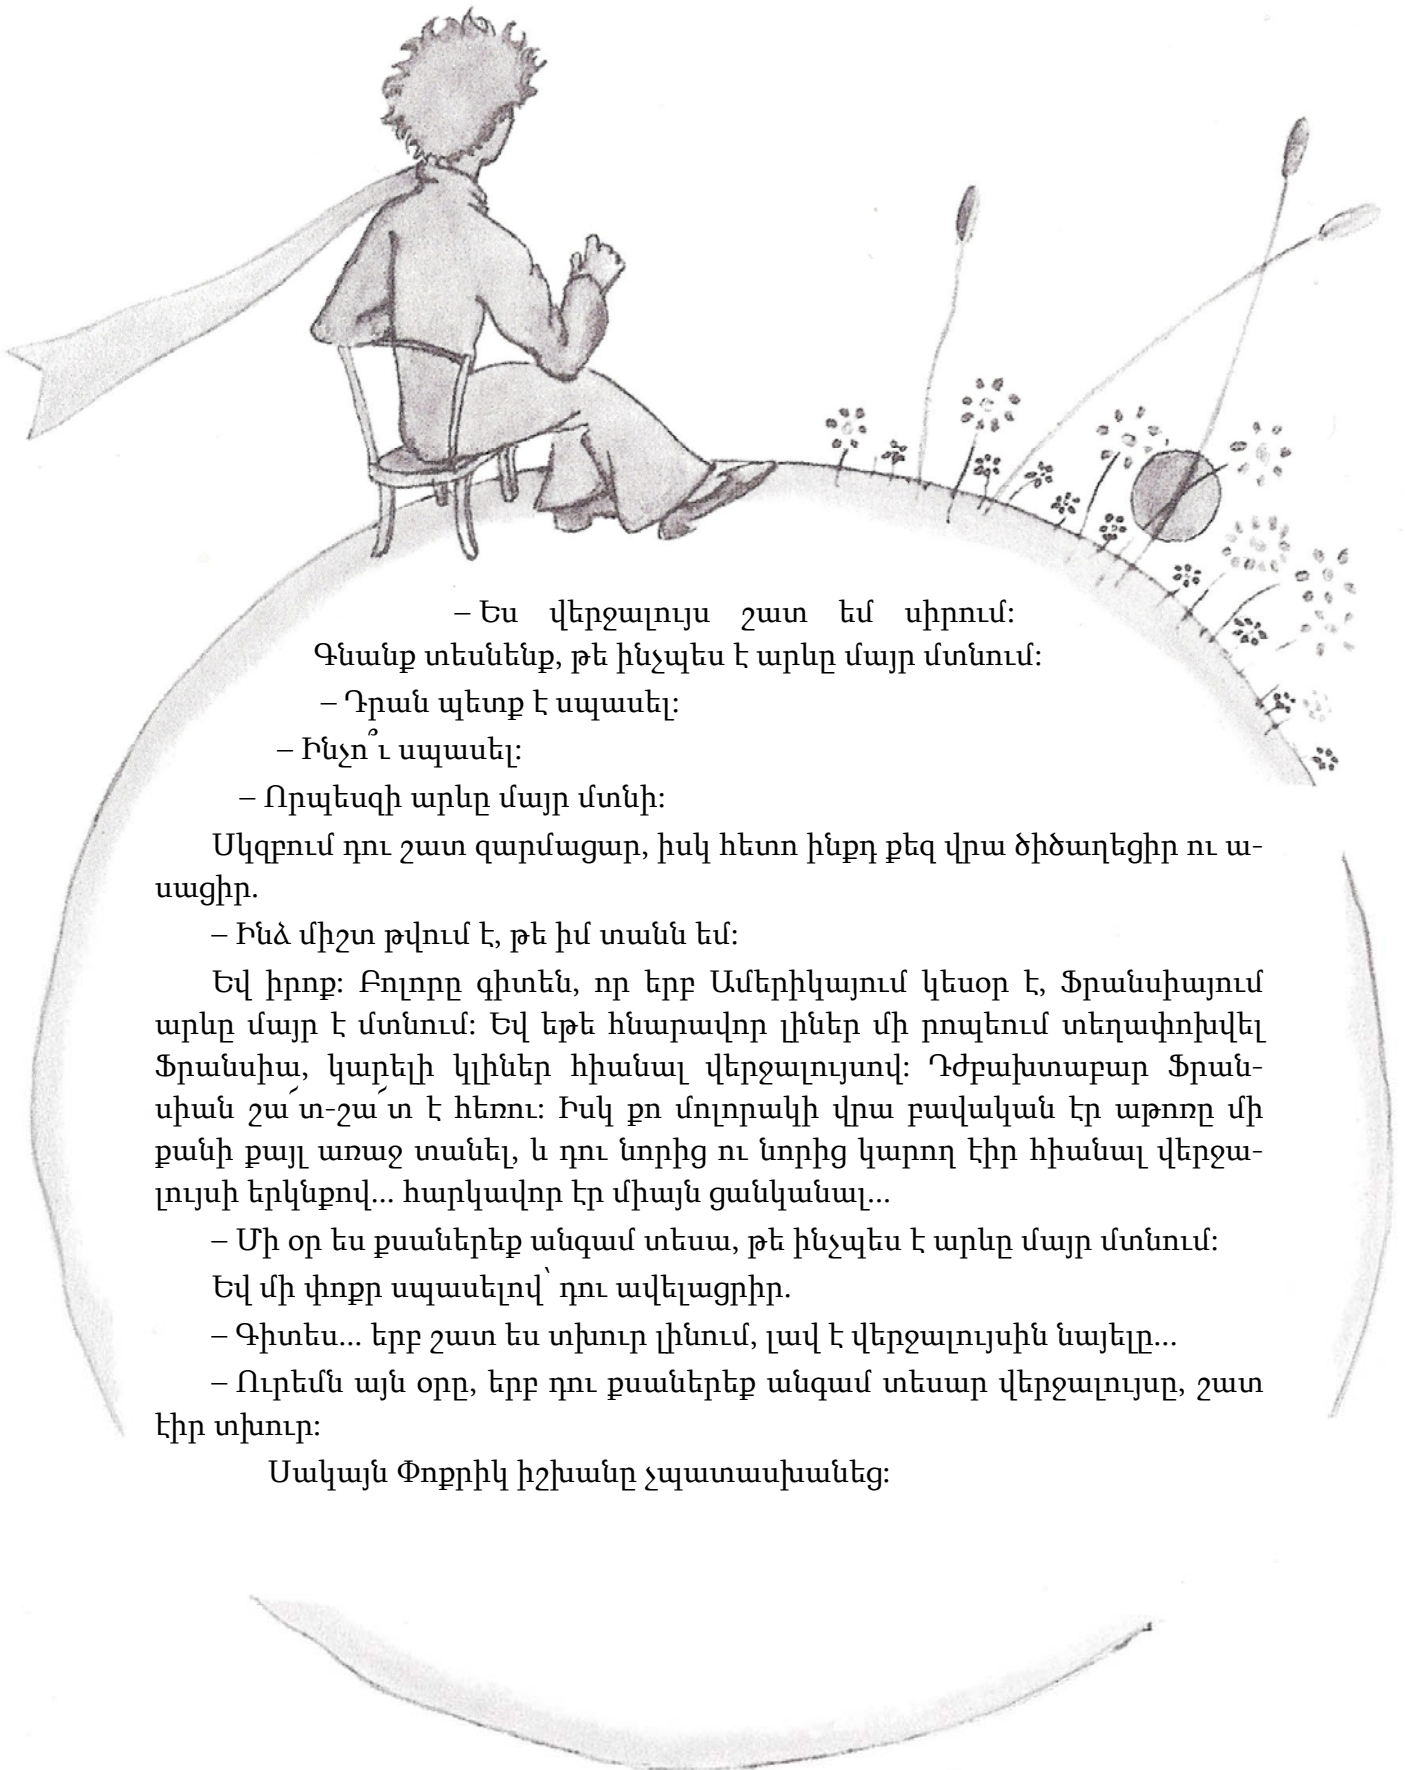 – Ես վերջալույս շատ եմ սիրում։
Գնանք տեսնենք, թե ինչպես է արևը մայր մտնում։
– Դրան պետք է սպասել։
– Ինչո՞ւ սպասել։
– Որպեսզի արևը մայր մտնի։
Սկզբում դու շատ զարմացար, իսկ հետո ինքդ քեզ վրա ծիծաղեցիր ու ա-
սացիր.
– Ինձ միշտ թվում է, թե իմ տանն եմ։
Եվ իրոք։ Բոլորը գիտեն, որ երբ Ամերիկայում կեսօր է, Ֆրանսիայում
արևը մայր է մտնում։ Եվ եթե հնարավոր լիներ մի րոպեում տեղափոխվել
Ֆրանսիա, կարելի կլիներ հիանալ վերջալույսով։ Դժբախտաբար Ֆրան-
սիան շա՜տ-շա՜տ է հեռու։ Իսկ քո մոլորակի վրա բավական էր աթոռը մի
քանի քայլ առաջ տանել, և դու նորից ու նորից կարող էիր հիանալ վերջա-
լույսի երկնքով... հարկավոր էր միայն ցանկանալ...
– Մի օր ես քսաներեք անգամ տեսա, թե ինչպես է արևը մայր մտնում։
Եվ մի փոքր սպասելով՝ դու ավելացրիր.
– Գիտես... երբ շատ ես տխուր լինում, լավ է վերջալույսին նայելը...
– Ուրեմն այն օրը, երբ դու քսաներեք անգամ տեսար վերջալույսը, շատ
էիր տխուր։
Սակայն Փոքրիկ իշխանը չպատասխանեց։